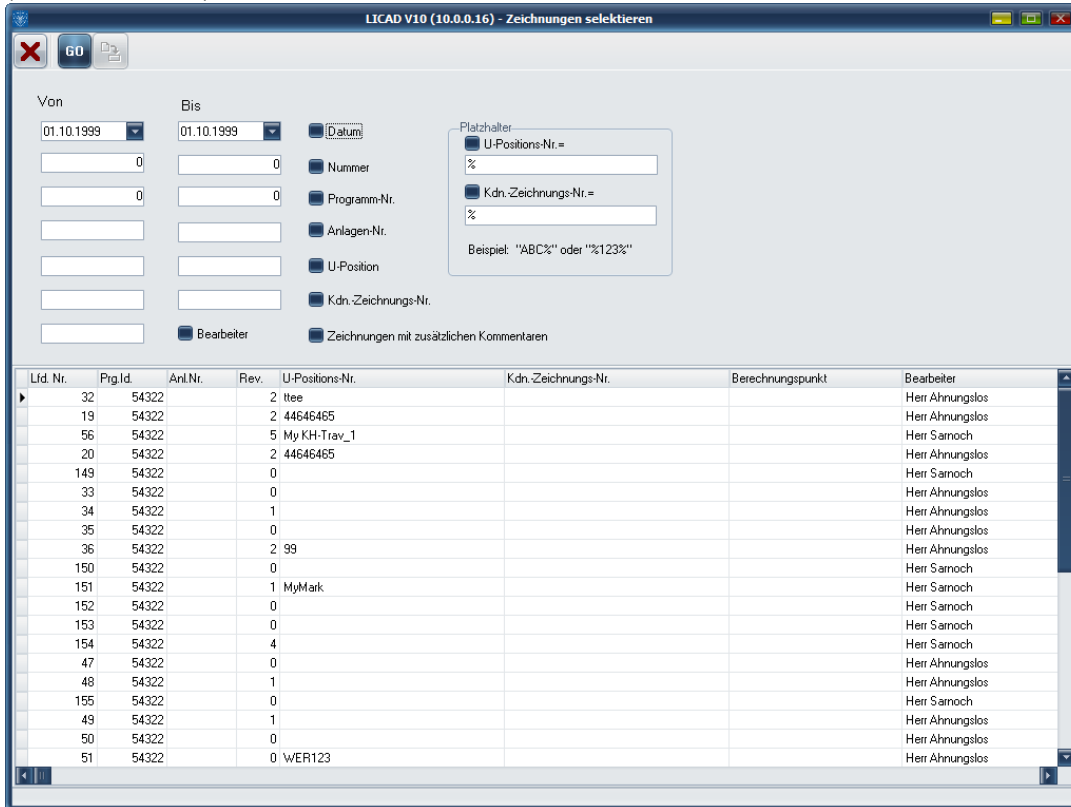 LICAD V10 (10.0.0.16) - Zeichnungen selektieren
GO
Von Bis
01.10.1999 01.10.1999 Datum
0 0 Nummer
0 0 Programm-Nr.
Anlagen-Nr.
U-Position
Kdn.-Zeichnungs-Nr.
Bearbeiter Zeichnungen mit zusätzlichen Kommentaren
Platzhalter
U-Positions-Nr.=
%
Kdn.-Zeichnungs-Nr.=
%
Beispiel: "ABC%" oder "%123%"
Lfd. Nr. Prg.Id. Anl.Nr. Rev. U-Positions-Nr. Kdn.-Zeichnungs-Nr. Berechnungspunkt Bearbeiter
32 54322 2 ttee Herr Ahnungslos
19 54322 2 44646465 Herr Ahnungslos
56 54322 5 My KH-Trav_1 Herr Sarnoch
20 54322 2 44646465 Herr Ahnungslos
149 54322 0 Herr Sarnoch
33 54322 0 Herr Ahnungslos
34 54322 1 Herr Ahnungslos
35 54322 0 Herr Ahnungslos
36 54322 2 99 Herr Ahnungslos
150 54322 0 Herr Sarnoch
151 54322 1 MyMark Herr Sarnoch
152 54322 0 Herr Sarnoch
153 54322 0 Herr Sarnoch
154 54322 4 Herr Sarnoch
47 54322 0 Herr Ahnungslos
48 54322 1 Herr Ahnungslos
155 54322 0 Herr Sarnoch
49 54322 1 Herr Ahnungslos
50 54322 0 Herr Ahnungslos
51 54322 0 WER123 Herr Ahnungslos